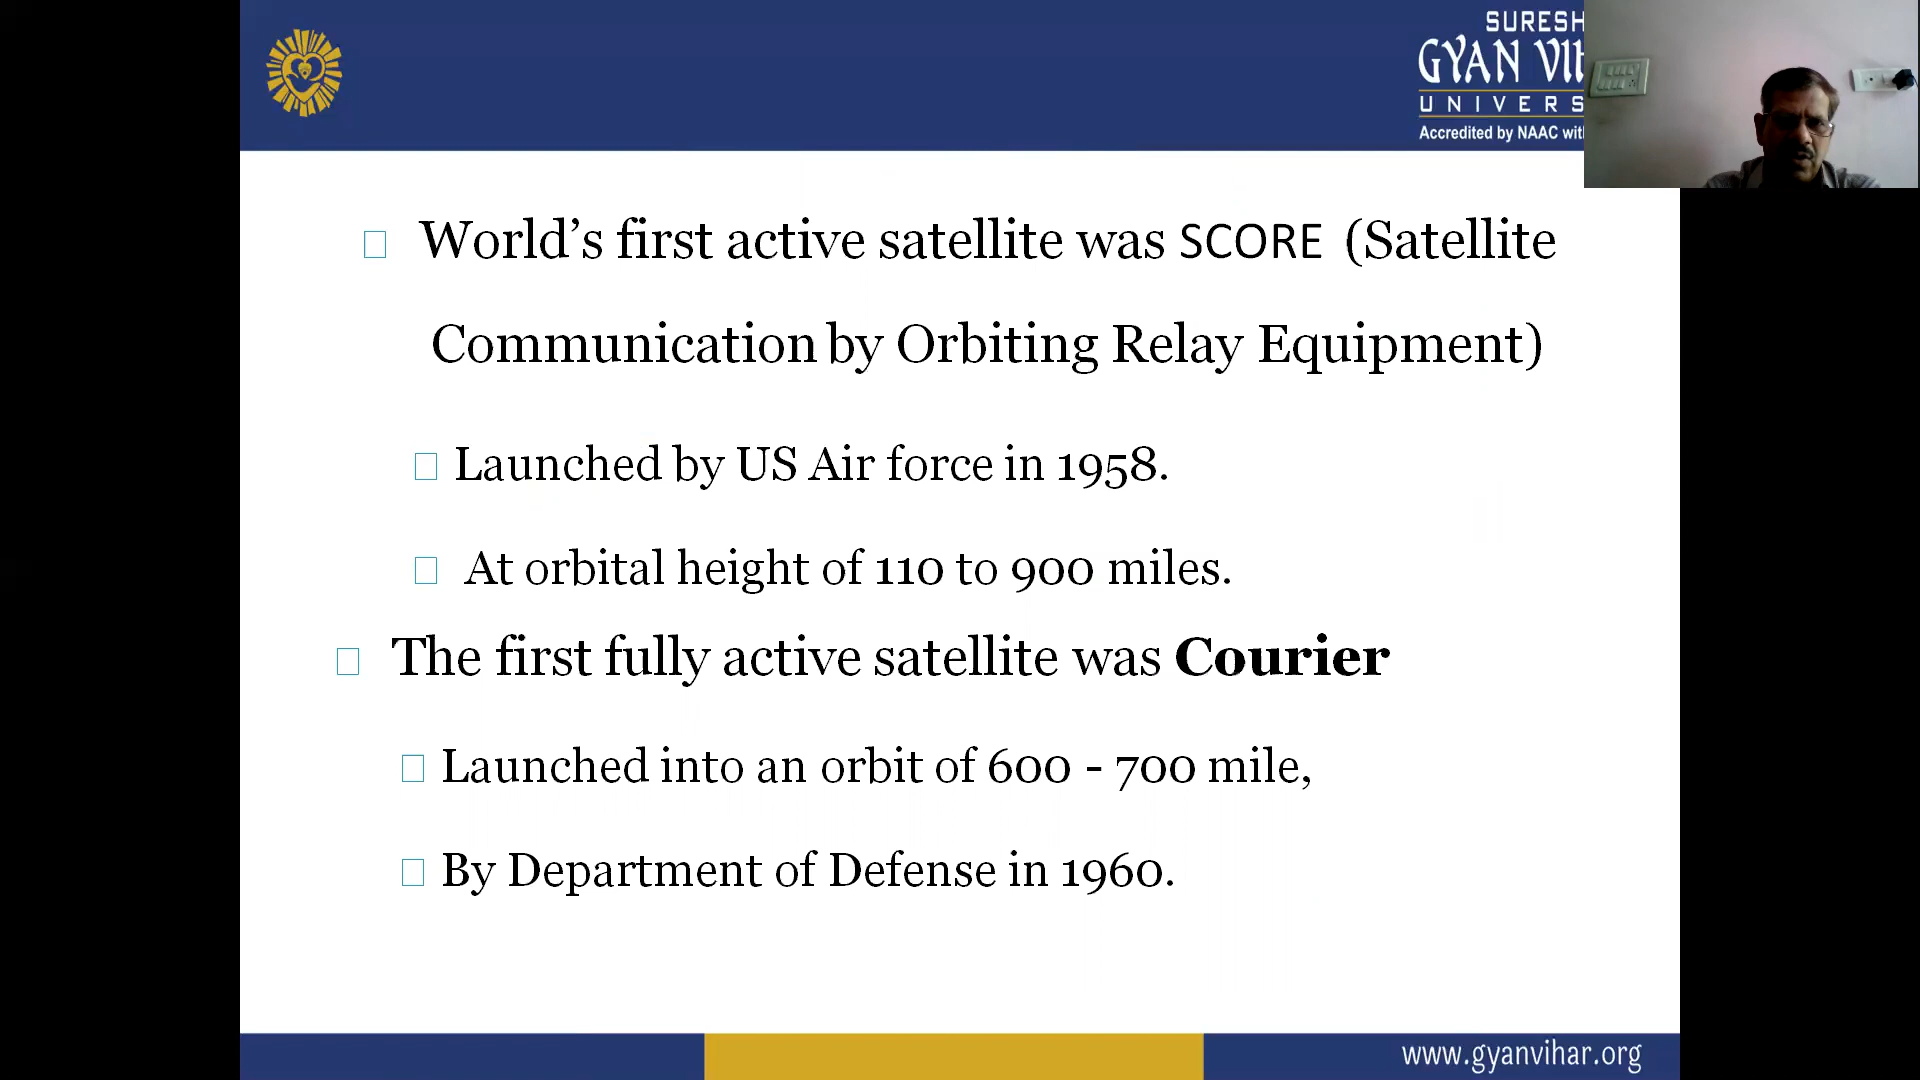 SURESH
GYAN
UNIVERS
Accredited by NAAC
World’s first active satellite was SCORE (Satellite
Communication by Orbiting Relay Equipment)
Launched by US Air force in 1958.
At orbital height of 110 to 900 miles.
The first fully active satellite was Courier
Launched into an orbit of 600 - 700 mile,
By Department of Defense in 1960.
www.gyanvihar.org